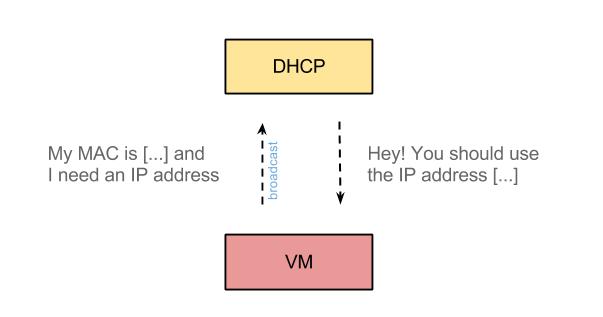 DHCP
My MAC is [...] and
I need an IP address
broadcast
Hey! You should use
the IP address [...]
VM